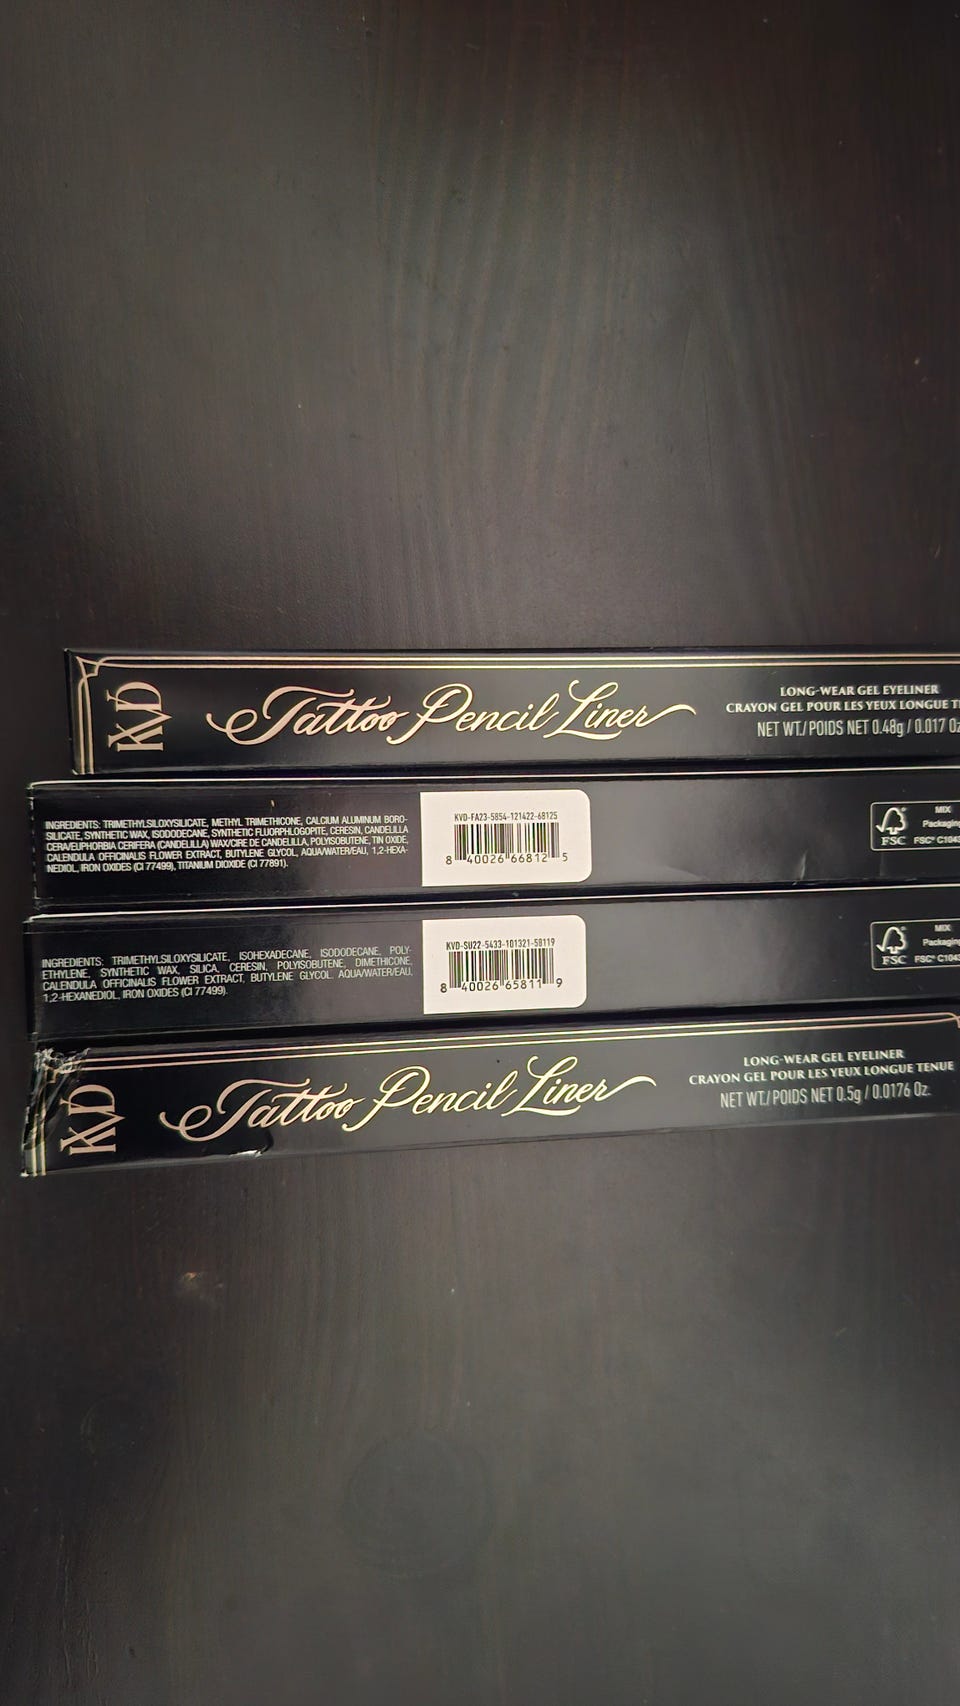 KVD
Tattoo Pencil Liner
LONG-WEAR GEL EYELINER
CRAYON GEL POUR LES YEUX LONGUE
NET WT./POIDS NET 0.48g / 0.017
INGREDIENTS: TRIMETHYLSILOXYSILICATE, METHYL TRIMETHICONE, CALCIUM ALUMINUM BORO-
SILICATE, SYNTHETIC WAX, ISODODECANE, SYNTHETIC FLUORPHLOGOPITE, CERESIN, CANDELILLA
CERA/EUPHORBIA CERIFERA (CANDELILLA) WAX/CIRE DE CANDELILLA, POLYISOBUTENE, TIN OXIDE,
CALENDULA OFFICINALIS FLOWER EXTRACT, BUTYLENE GLYCOL, AQUA/WATER/EAU, 1,2-HEXA-
NEDIOL, IRON OXIDES (CI 77499), TITANIUM DIOXIDE (CI 77891).
KVD-FA23-5854-121422-68125
8 40026 66812 5
FSC
MIX
Packaging
FSC® C1043
INGREDIENTS: TRIMETHYLSILOXYSILICATE, ISOHEXADECANE, ISODODECANE, POLY-
ETHYLENE, SYNTHETIC WAX, SILICA, CERESIN, POLYISOBUTENE, DIMETHICONE,
CALENDULA OFFICINALIS FLOWER EXTRACT, BUTYLENE GLYCOL, AQUA/WATER/EAU,
1,2-HEXANEDIOL, IRON OXIDES (CI 77499).
KVD-SU22-5433-101321-58119
8 40026 65811 9
FSC
MIX
Packaging
FSC® C1043
KVD
Tattoo Pencil Liner
LONG-WEAR GEL EYELINER
CRAYON GEL POUR LES YEUX LONGUE TENUE
NET WT./POIDS NET 0.5g / 0.0176 Oz.